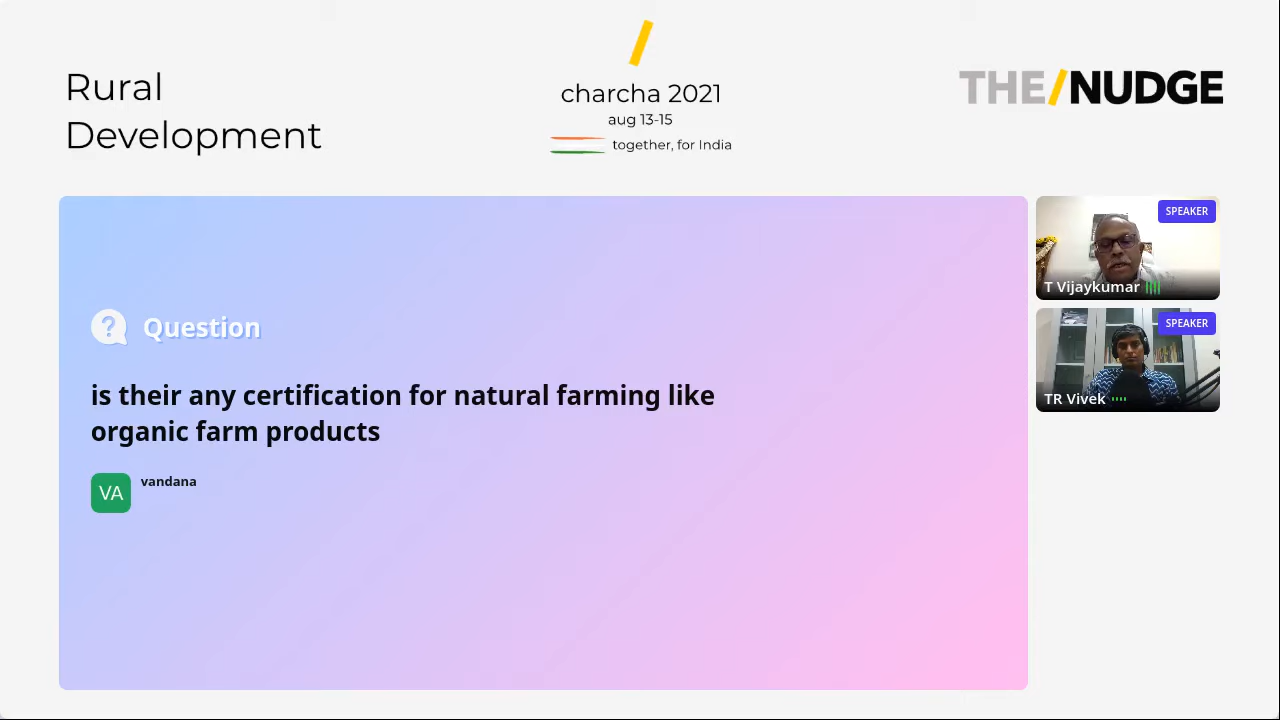 Rural
Development
charcha 2021
aug 13-15
together, for India
THE/NUDGE
? Question
is their any certification for natural farming like
organic farm products
VA vandana
SPEAKER
T Vijaykumar
SPEAKER
TR Vivek